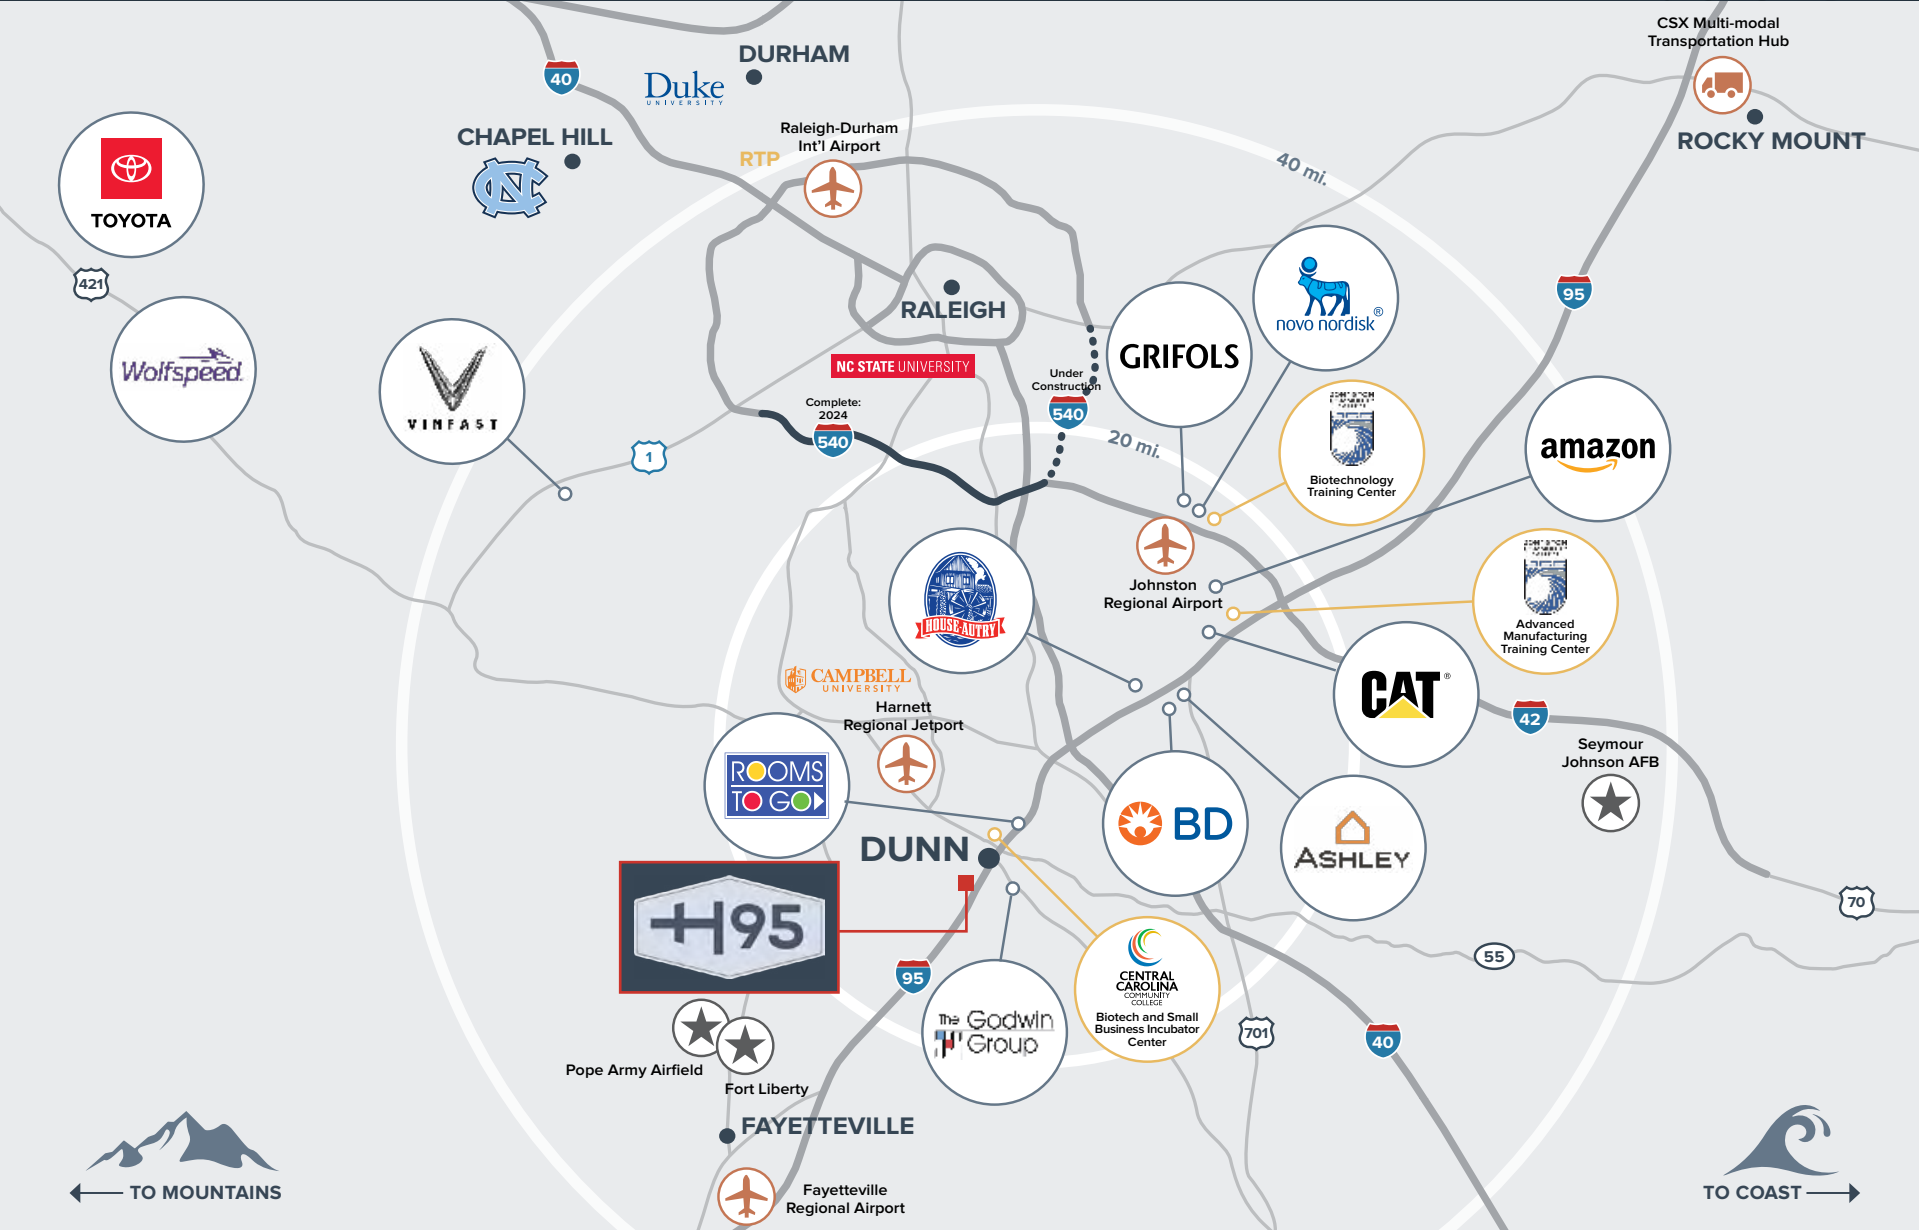 CSX Multi-modal
Transportation Hub
DURHAM
40
Duke
UNIVERSITY
CHAPEL HILL
NC
Raleigh-Durham
Int'l Airport
RTP
ROCKY MOUNT
40 mi.
TOYOTA
421
95
RALEIGH
novo nordisk®
GRIFOLS
Wolfspeed
VINFAST
NC STATE UNIVERSITY
Under
Construction
540
Complete:
2024
540
1
20 mi.
Biotechnology
Training Center
amazon
Johnston
Regional Airport
HOUSE-AUTRY
Advanced
Manufacturing
Training Center
CAMPBELL
UNIVERSITY
Harnett
Regional Jetport
CAT®
42
Seymour
Johnson AFB
ROOMS
TO GO
DUNN
BD
ASHLEY
70
H95
95
55
The Godwin
Group
CENTRAL
CAROLINA
COMMUNITY
COLLEGE
Biotech and Small
Business Incubator
Center
701
40
Pope Army Airfield
Fort Liberty
FAYETTEVILLE
Fayetteville
Regional Airport
TO MOUNTAINS
TO COAST